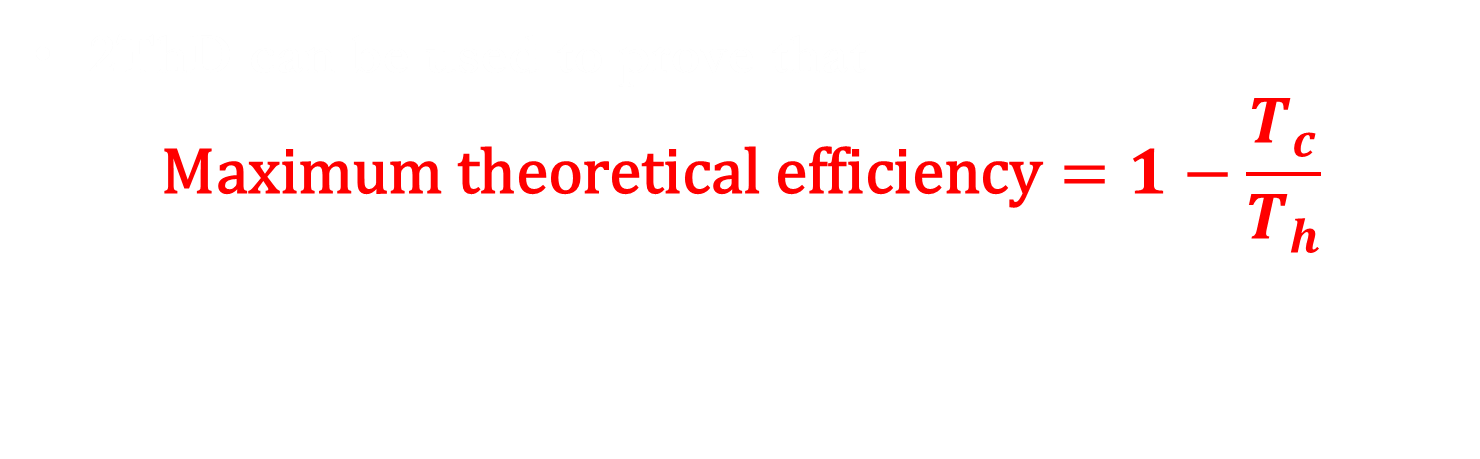 Maximum theoretical efficiency = 1 − T_c/T_h